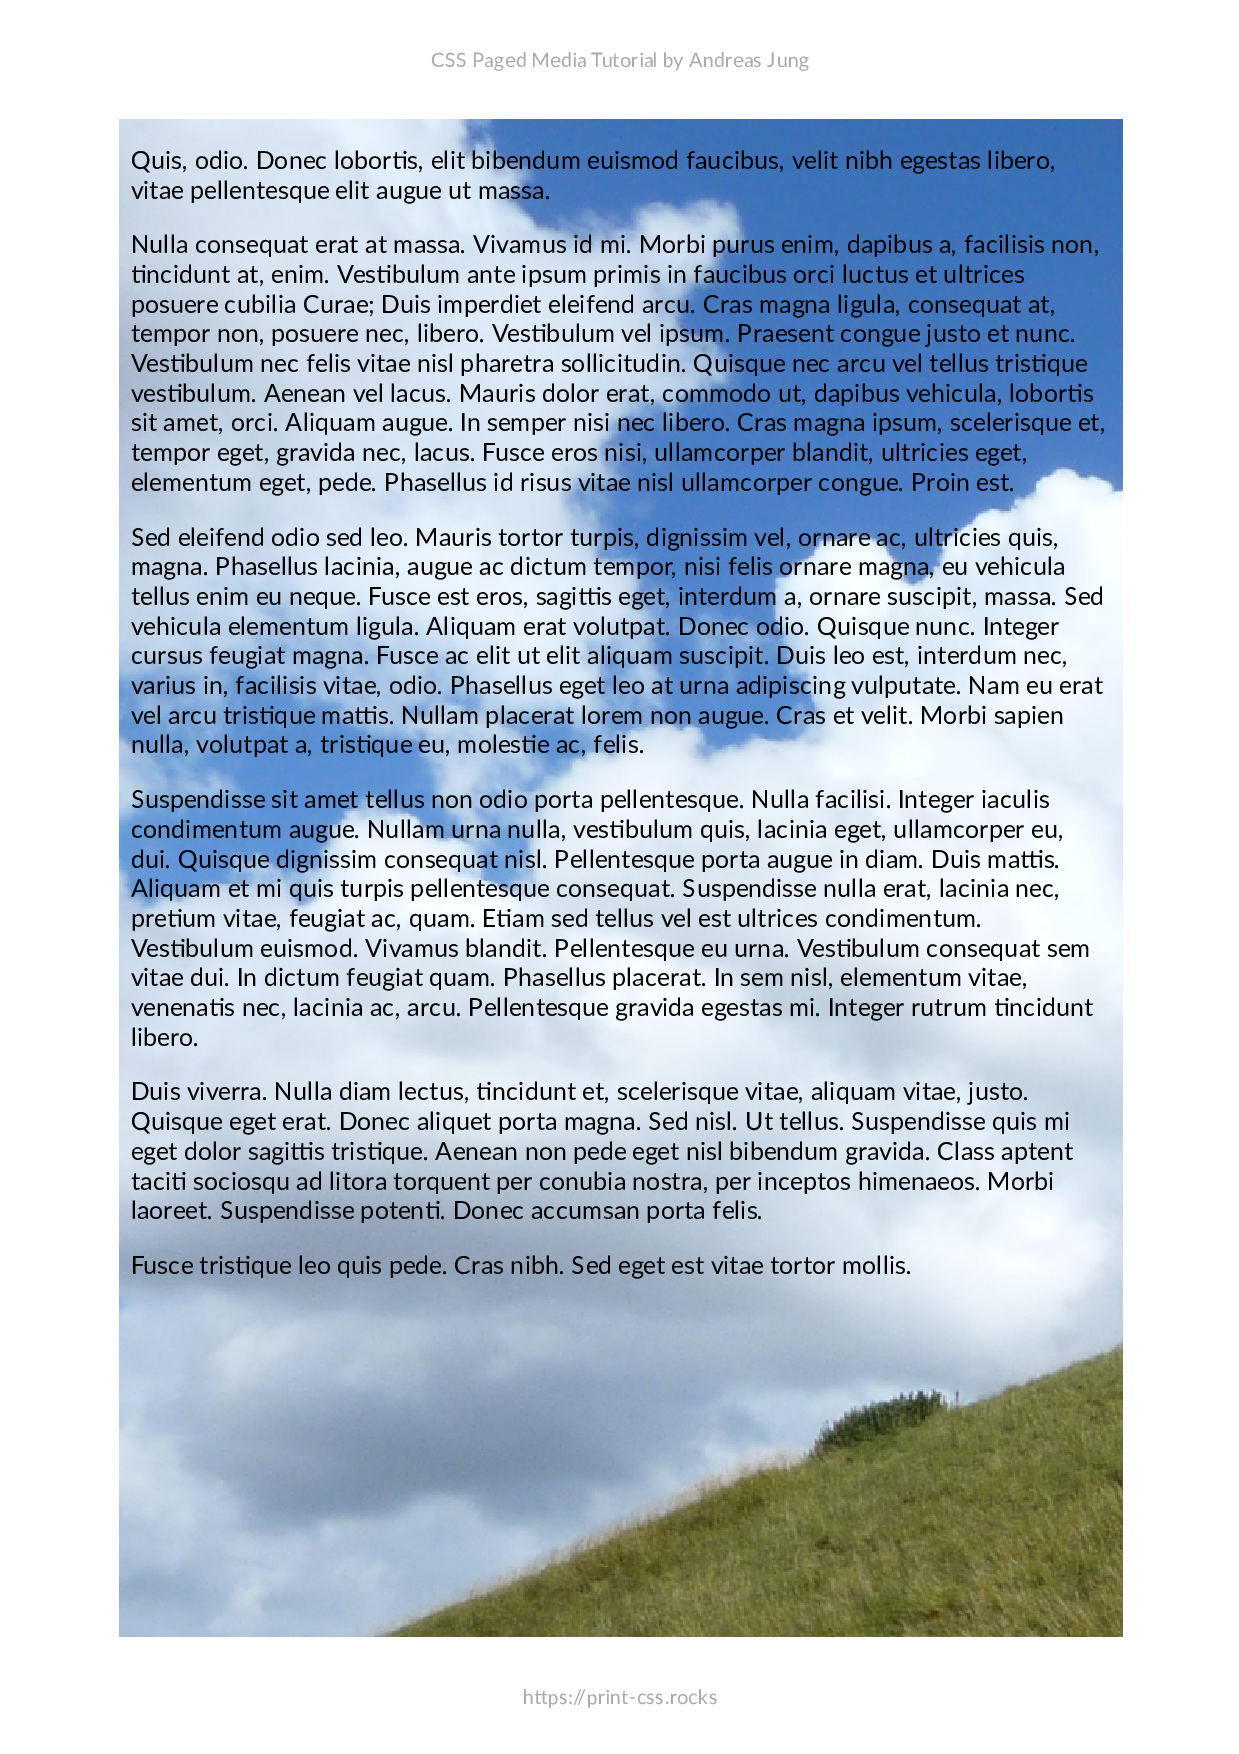 CSS Paged Media Tutorial by Andreas Jung
Quis, odio. Donec lobortis, elit bibendum euismod faucibus, velit nibh egestas libero,
vitae pellentesque elit augue ut massa.
Nulla consequat erat at massa. Vivamus id mi. Morbi purus enim, dapibus a, facilisis non,
tincidunt at, enim. Vestibulum ante ipsum primis in faucibus orci luctus et ultrices
posuere cubilia Curae; Duis imperdiet eleifend arcu. Cras magna ligula, consequat at,
tempor non, posuere nec, libero. Vestibulum vel ipsum. Praesent congue justo et nunc.
Vestibulum nec felis vitae nisl pharetra sollicitudin. Quisque nec arcu vel tellus tristique
vestibulum. Aenean vel lacus. Mauris dolor erat, commodo ut, dapibus vehicula, lobortis
sit amet, orci. Aliquam augue. In semper nisi nec libero. Cras magna ipsum, scelerisque et,
tempor eget, gravida nec, lacus. Fusce eros nisi, ullamcorper blandit, ultricies eget,
elementum eget, pede. Phasellus id risus vitae nisl ullamcorper congue. Proin est.
Sed eleifend odio sed leo. Mauris tortor turpis, dignissim vel, ornare ac, ultricies quis,
magna. Phasellus lacinia, augue ac dictum tempor, nisi felis ornare magna, eu vehicula
tellus enim eu neque. Fusce est eros, sagittis eget, interdum a, ornare suscipit, massa. Sed
vehicula elementum ligula. Aliquam erat volutpat. Donec odio. Quisque nunc. Integer
cursus feugiat magna. Fusce ac elit ut elit aliquam suscipit. Duis leo est, interdum nec,
varius in, facilisis vitae, odio. Phasellus eget leo at urna adipiscing vulputate. Nam eu erat
vel arcu tristique mattis. Nullam placerat lorem non augue. Cras et velit. Morbi sapien
nulla, volutpat a, tristique eu, molestie ac, felis.
Suspendisse sit amet tellus non odio porta pellentesque. Nulla facilisi. Integer iaculis
condimentum augue. Nullam urna nulla, vestibulum quis, lacinia eget, ullamcorper eu,
dui. Quisque dignissim consequat nisl. Pellentesque porta augue in diam. Duis mattis.
Aliquam et mi quis turpis pellentesque consequat. Suspendisse nulla erat, lacinia nec,
pretium vitae, feugiat ac, quam. Etiam sed tellus vel est ultrices condimentum.
Vestibulum euismod. Vivamus blandit. Pellentesque eu urna. Vestibulum consequat sem
vitae dui. In dictum feugiat quam. Phasellus placerat. In sem nisl, elementum vitae,
venenatis nec, lacinia ac, arcu. Pellentesque gravida egestas mi. Integer rutrum tincidunt
libero.
Duis viverra. Nulla diam lectus, tincidunt et, scelerisque vitae, aliquam vitae, justo.
Quisque eget erat. Donec aliquet porta magna. Sed nisl. Ut tellus. Suspendisse quis mi
eget dolor sagittis tristique. Aenean non pede eget nisl bibendum gravida. Class aptent
taciti sociosqu ad litora torquent per conubia nostra, per inceptos himenaeos. Morbi
laoreet. Suspendisse potenti. Donec accumsan porta felis.
Fusce tristique leo quis pede. Cras nibh. Sed eget est vitae tortor mollis.
https://print-css.rocks